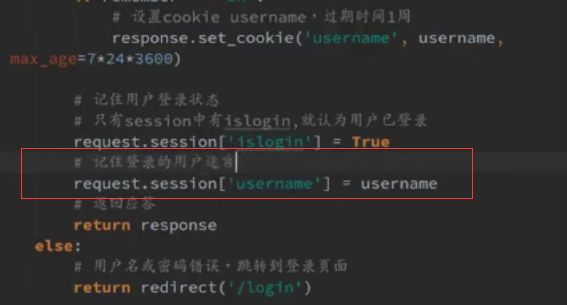 # 设置cookie username，过期时间1周
response.set_cookie('username', username,
max_age=7*24*3600)
# 记住用户登录状态
# 只有session中有islogin,就认为用户已登录
request.session['islogin'] = True
# 记住登录的用户
request.session['username'] = username
# 返回应答
return response
else:
# 用户名或密码错误，跳转到登录页面
return redirect('/login')